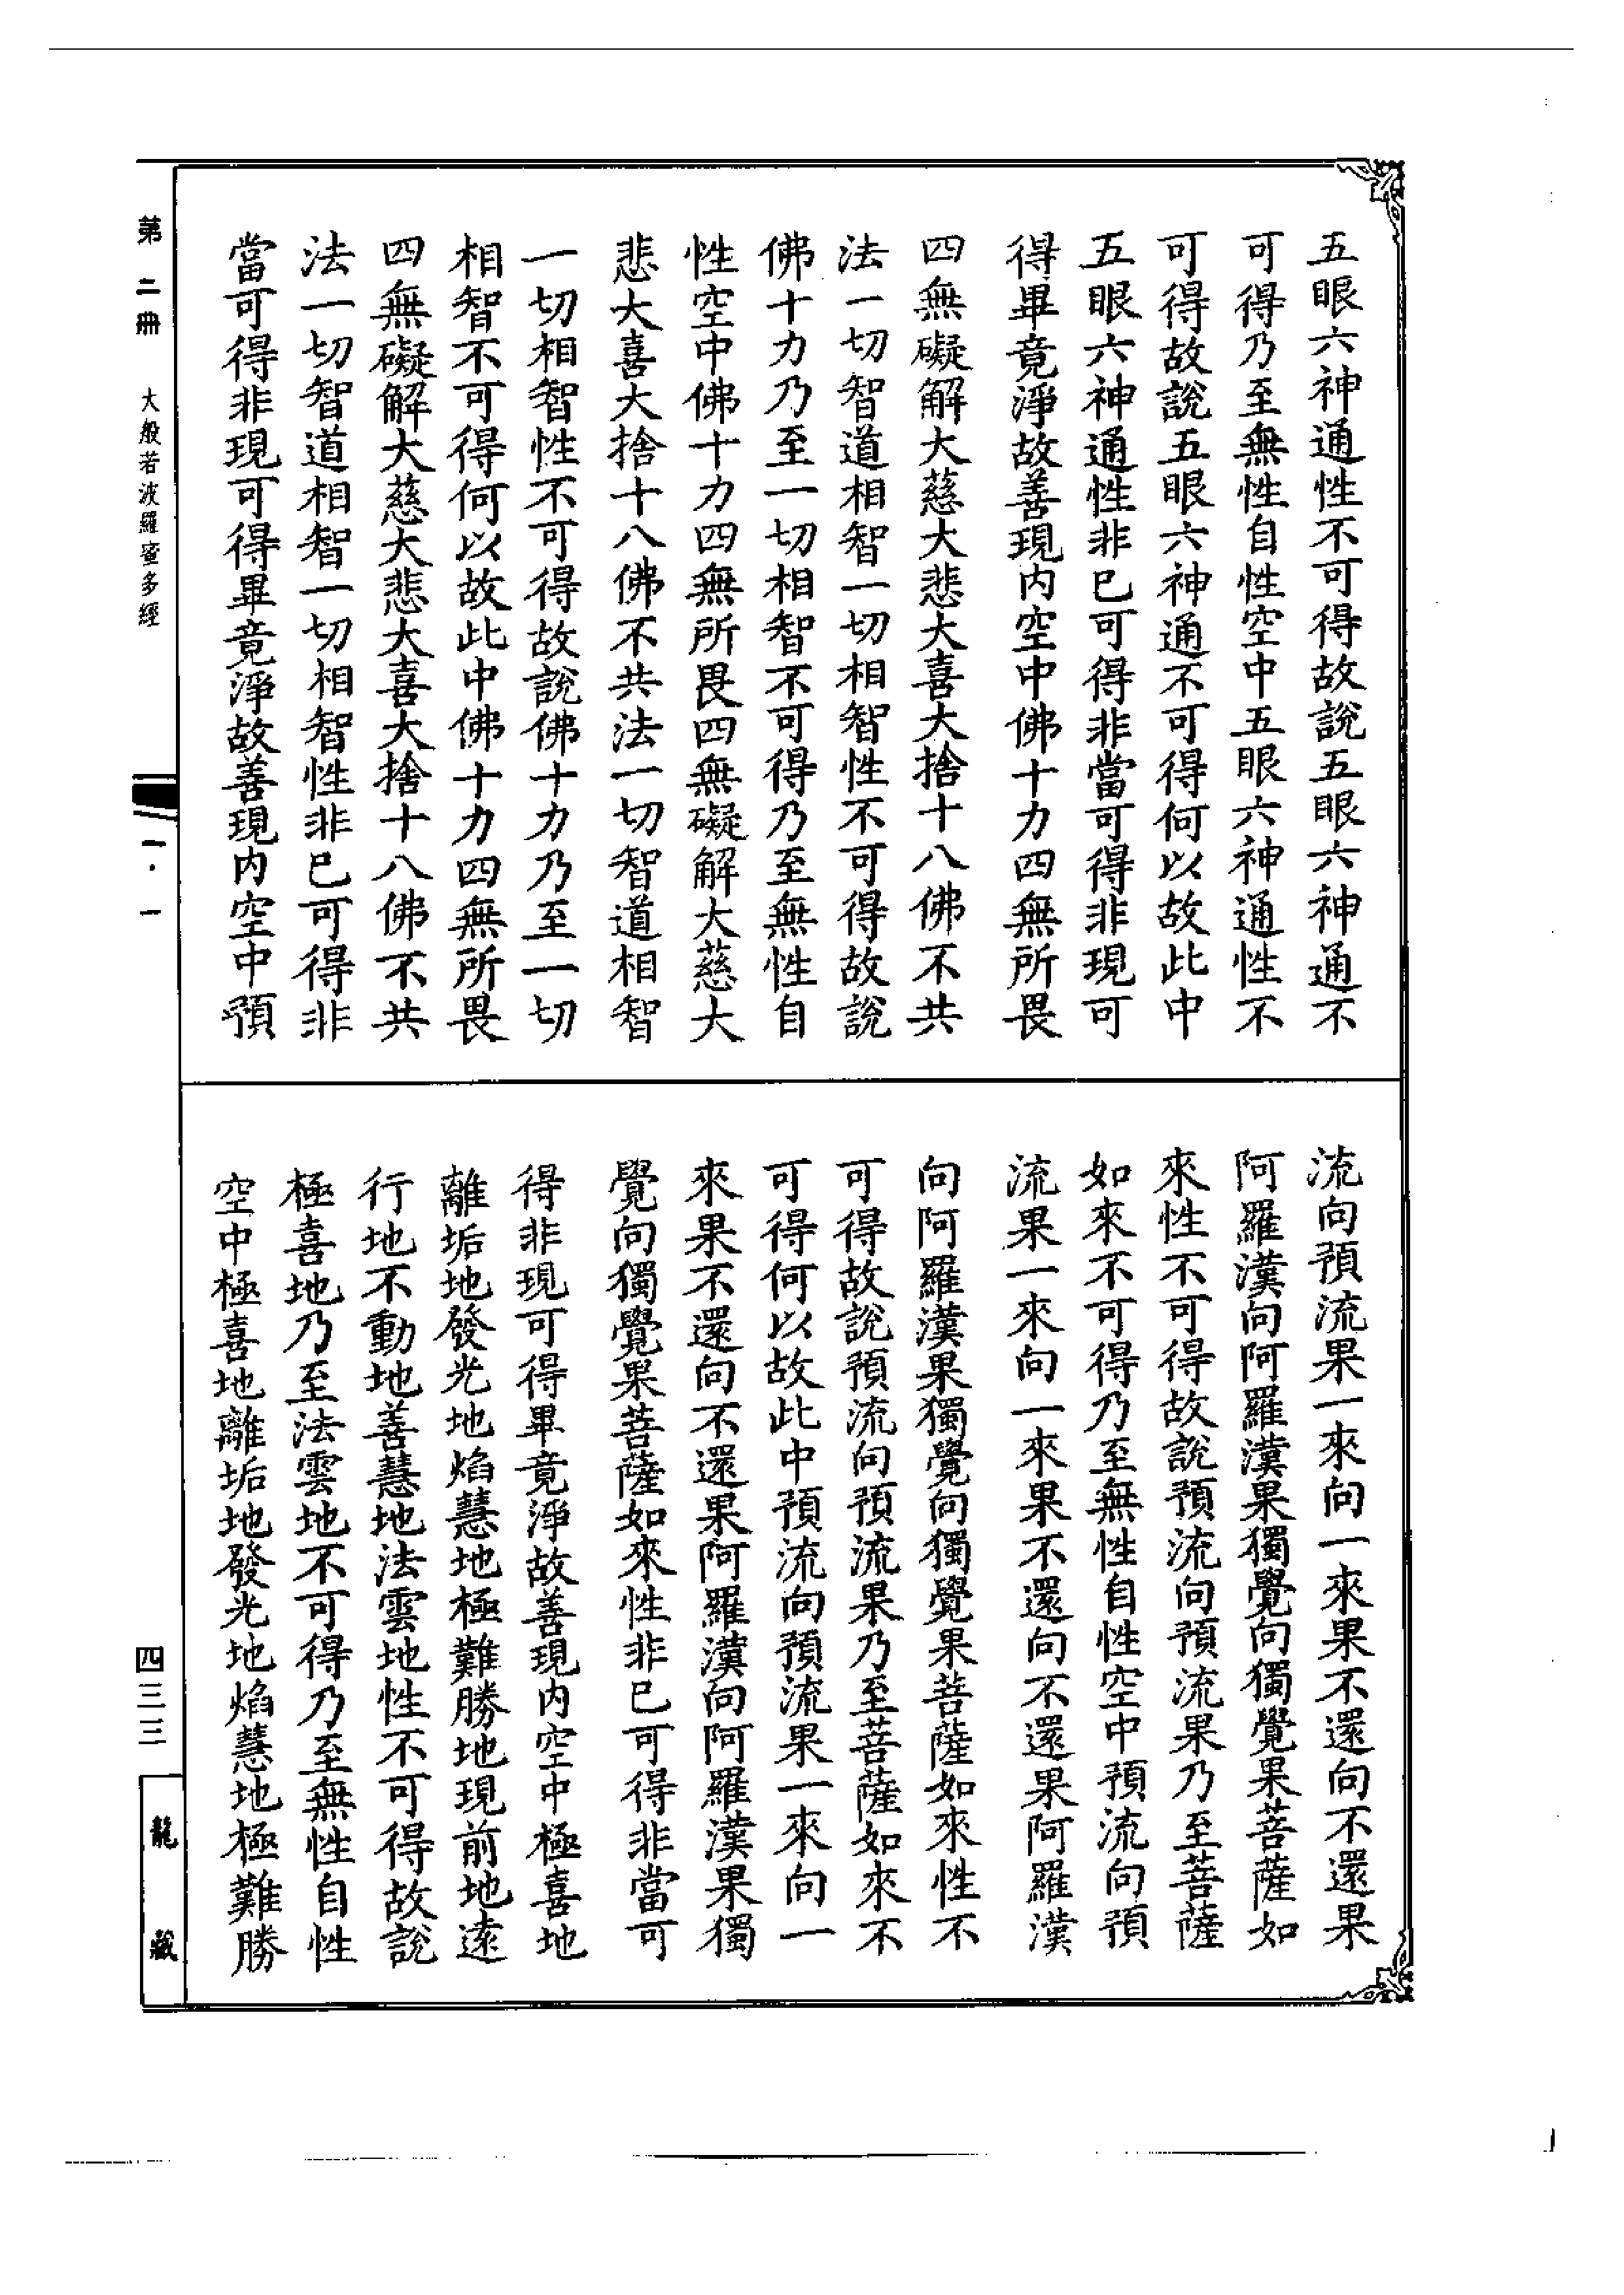 五眼六神通性不可得故說五眼六神通不
可得乃至無性自性空中五眼六神通性不
可得故說五眼六神通不可得何以故此中
五眼六神通性非已可得非當可得非現可
得畢竟淨故善現內空中佛十力四無所畏
四無礙解大慈大悲大喜大捨十八佛不共
法一切智道相智一切相智性不可得故說
佛十力乃至一切相智不可得乃至無性自
性空中佛十力四無所畏四無礙解大慈大
悲大喜大捨十八佛不共法一切智道相智
一切相智性不可得故說佛十力乃至一切
相智不可得何以故此中佛十力四無所畏
四無礙解大慈大悲大喜大捨十八佛不共
法一切智道相智一切相智性非已可得非
當可得非現可得畢竟淨故善現內空中預
流向預流果一來向一來果不還向不還果
阿羅漢向阿羅漢果獨覺向獨覺果菩薩如
來性不可得故說預流向預流果乃至菩薩
如來不可得乃至無性自性空中預流向預
流果一來向一來果不還向不還果阿羅漢
向阿羅漢果獨覺向獨覺果菩薩如來性不
可得故說預流向預流果乃至菩薩如來不
可得何以故此中預流向預流果一來向一
來果不還向不還果阿羅漢向阿羅漢果獨
覺向獨覺果菩薩如來性非已可得非當可
得非現可得畢竟淨故善現內空中極喜地
離垢地發光地焰慧地極難勝地現前地遠
行地不動地善慧地法雲地性不可得故說
極喜地乃至法雲地不可得乃至無性自性
空中極喜地離垢地發光地焰慧地極難勝
第二冊 大般若波羅蜜多經 一·一 四三三 龍藏